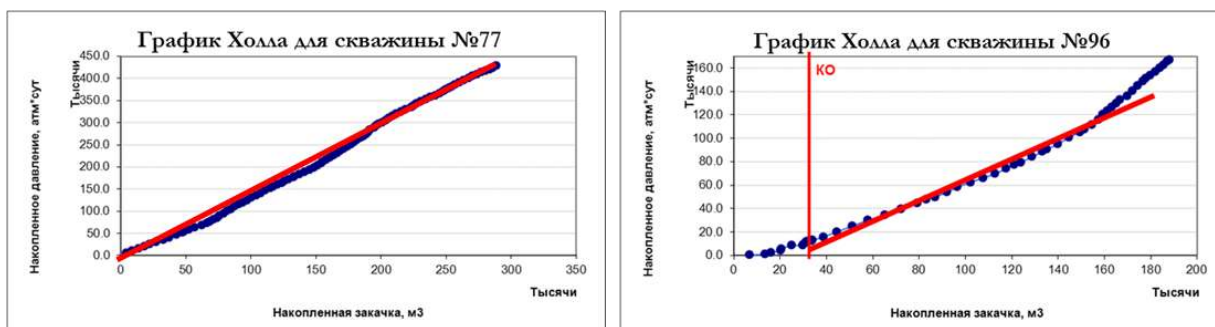 График Холла для скважины №77
Накопленное давление, атм*сут
Тысячи
450.0
400.0
350.0
300.0
250.0
200.0
150.0
100.0
50.0
0.0
0 50 100 150 200 250 300 350
Тысячи
Накопленная закачка, м3
График Холла для скважины №96
КО
Накопленное давление, атм*сут
Тысячи
160.0
140.0
120.0
100.0
80.0
60.0
40.0
20.0
0.0
0 20 40 60 80 100 120 140 160 180 200
Тысячи
Накопленная закачка, м3